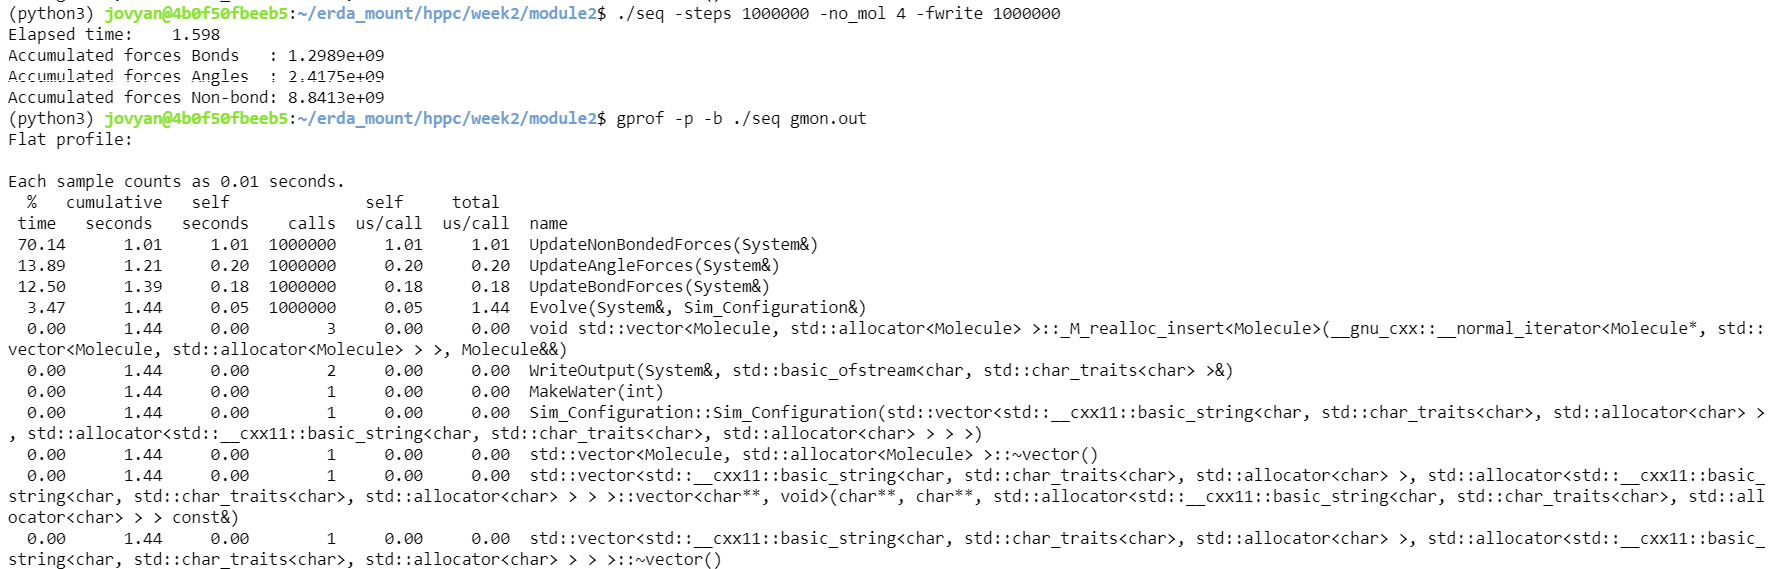 (python3) jovyan@4b0f50fbeeb5:~/erda_mount/hppc/week2/module2$ ./seq -steps 1000000 -no_mol 4 -fwrite 1000000
Elapsed time:    1.598
Accumulated forces Bonds   : 1.2989e+09
Accumulated forces Angles  : 2.4175e+09
Accumulated forces Non-bond: 8.8413e+09
(python3) jovyan@4b0f50fbeeb5:~/erda_mount/hppc/week2/module2$ gprof -p -b ./seq gmon.out
Flat profile:

Each sample counts as 0.01 seconds.
  %   cumulative   self              self     total
 time   seconds   seconds    calls  us/call  us/call  name
 70.14      1.01     1.01  1000000     1.01     1.01  UpdateNonBondedForces(System&)
 13.89      1.21     0.20  1000000     0.20     0.20  UpdateAngleForces(System&)
 12.50      1.39     0.18  1000000     0.18     0.18  UpdateBondForces(System&)
  3.47      1.44     0.05  1000000     0.05     1.44  Evolve(System&, Sim_Configuration&)
  0.00      1.44     0.00        3     0.00     0.00  void std::vector<Molecule, std::allocator<Molecule> >::_M_realloc_insert<Molecule>(__gnu_cxx::__normal_iterator<Molecule*, std::
vector<Molecule, std::allocator<Molecule> > >, Molecule&&)
  0.00      1.44     0.00        2     0.00     0.00  WriteOutput(System&, std::basic_ofstream<char, std::char_traits<char> >&)
  0.00      1.44     0.00        1     0.00     0.00  MakeWater(int)
  0.00      1.44     0.00        1     0.00     0.00  Sim_Configuration::Sim_Configuration(std::vector<std::__cxx11::basic_string<char, std::char_traits<char>, std::allocator<char> >
, std::allocator<std::__cxx11::basic_string<char, std::char_traits<char>, std::allocator<char> > > >)
  0.00      1.44     0.00        1     0.00     0.00  std::vector<Molecule, std::allocator<Molecule> >::~vector()
  0.00      1.44     0.00        1     0.00     0.00  std::vector<std::__cxx11::basic_string<char, std::char_traits<char>, std::allocator<char> >, std::allocator<std::__cxx11::basic_
string<char, std::char_traits<char>, std::allocator<char> > > >::vector<char**, void>(char**, char**, std::allocator<std::__cxx11::basic_string<char, std::char_traits<char>, std::all
ocator<char> > > const&)
  0.00      1.44     0.00        1     0.00     0.00  std::vector<std::__cxx11::basic_string<char, std::char_traits<char>, std::allocator<char> >, std::allocator<std::__cxx11::basic_
string<char, std::char_traits<char>, std::allocator<char> > > >::~vector()